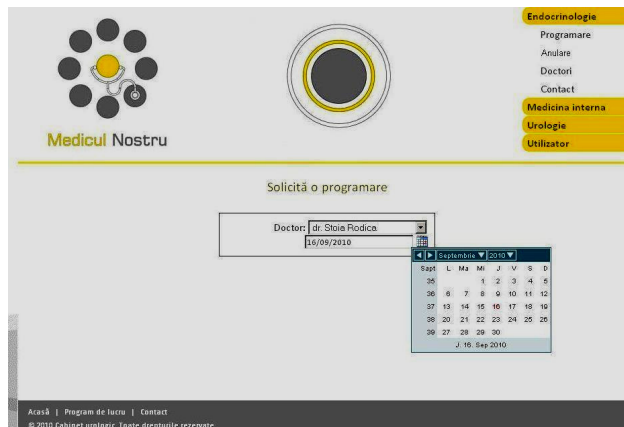 Medicul Nostru
Endocrinologie
Programare
Anulare
Doctori
Contact
Medicina interna
Urologie
Utilizator
Solicită o programare
Doctor: dr. Stoia Rodica
16/09/2010
Septembrie 2010
Sapt L Ma Mi J V S D
35 1 2 3 4 5
36 6 7 8 9 10 11 12
37 13 14 15 16 17 18 19
38 20 21 22 23 24 25 26
39 27 28 29 30
J. 16. Sep 2010
Acasă | Program de lucru | Contact
© 2010 Cabinet urologic. Toate drepturile rezervate